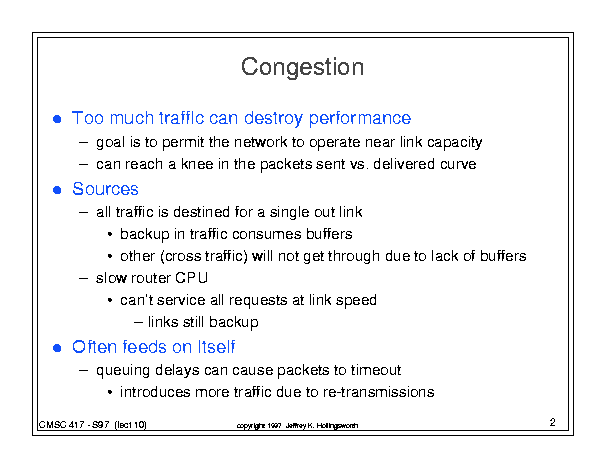 Congestion
● Too much traffic can destroy performance
– goal is to permit the network to operate near link capacity
– can reach a knee in the packets sent vs. delivered curve
● Sources
– all traffic is destined for a single out link
• backup in traffic consumes buffers
• other (cross traffic) will not get through due to lack of buffers
– slow router CPU
• can't service all requests at link speed
– links still backup
● Often feeds on Itself
– queuing delays can cause packets to timeout
• introduces more traffic due to re-transmissions
CMSC 417 - S97 (lect 10)
copyright 1997 Jeffrey K. Hollingsworth
2